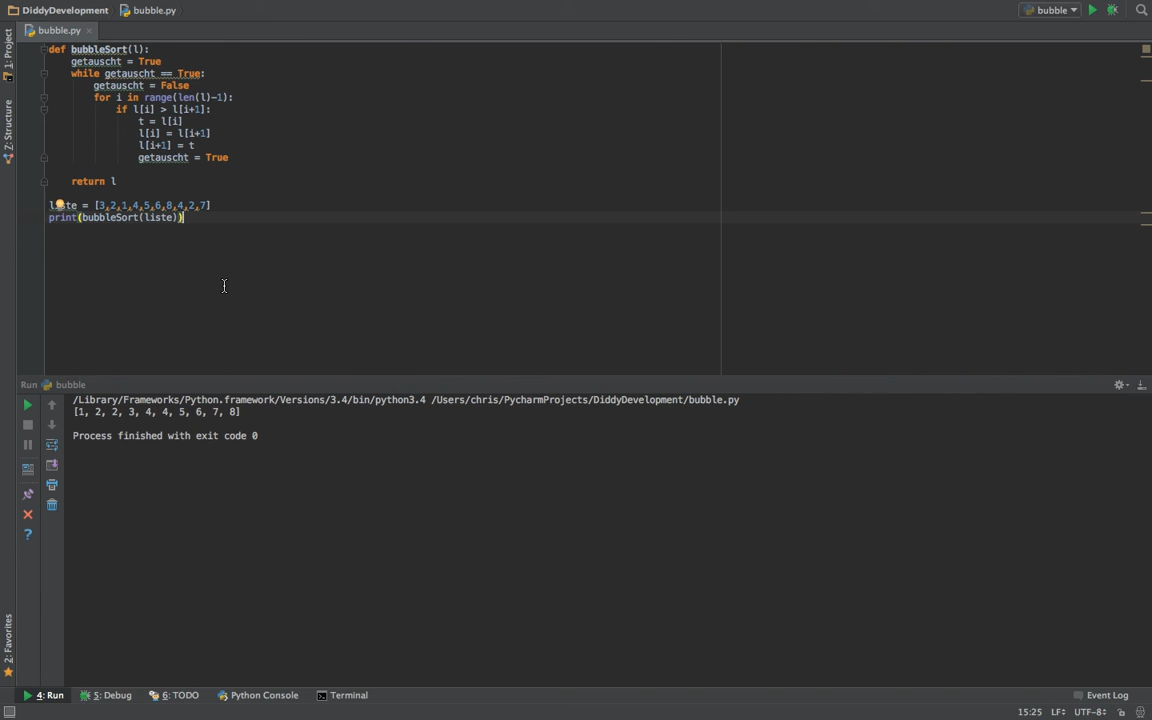 DiddyDevelopment bubble.py
bubble
bubble.py
1: Project
Z: Structure
2: Favorites
def bubbleSort(l):
    getauscht = True
    while getauscht == True:
        getauscht = False
        for i in range(len(l)-1):
            if l[i] > l[i+1]:
                t = l[i]
                l[i] = l[i+1]
                l[i+1] = t
                getauscht = True
    return l
liste = [3,2,1,4,5,6,8,4,2,7]
print(bubbleSort(liste))
Run bubble
/Library/Frameworks/Python.framework/Versions/3.4/bin/python3.4 /Users/chris/PycharmProjects/DiddyDevelopment/bubble.py
[1, 2, 2, 3, 4, 4, 5, 6, 7, 8]
Process finished with exit code 0
4: Run 5: Debug 6: TODO Python Console Terminal Event Log
15:25 LF÷ UTF-8÷